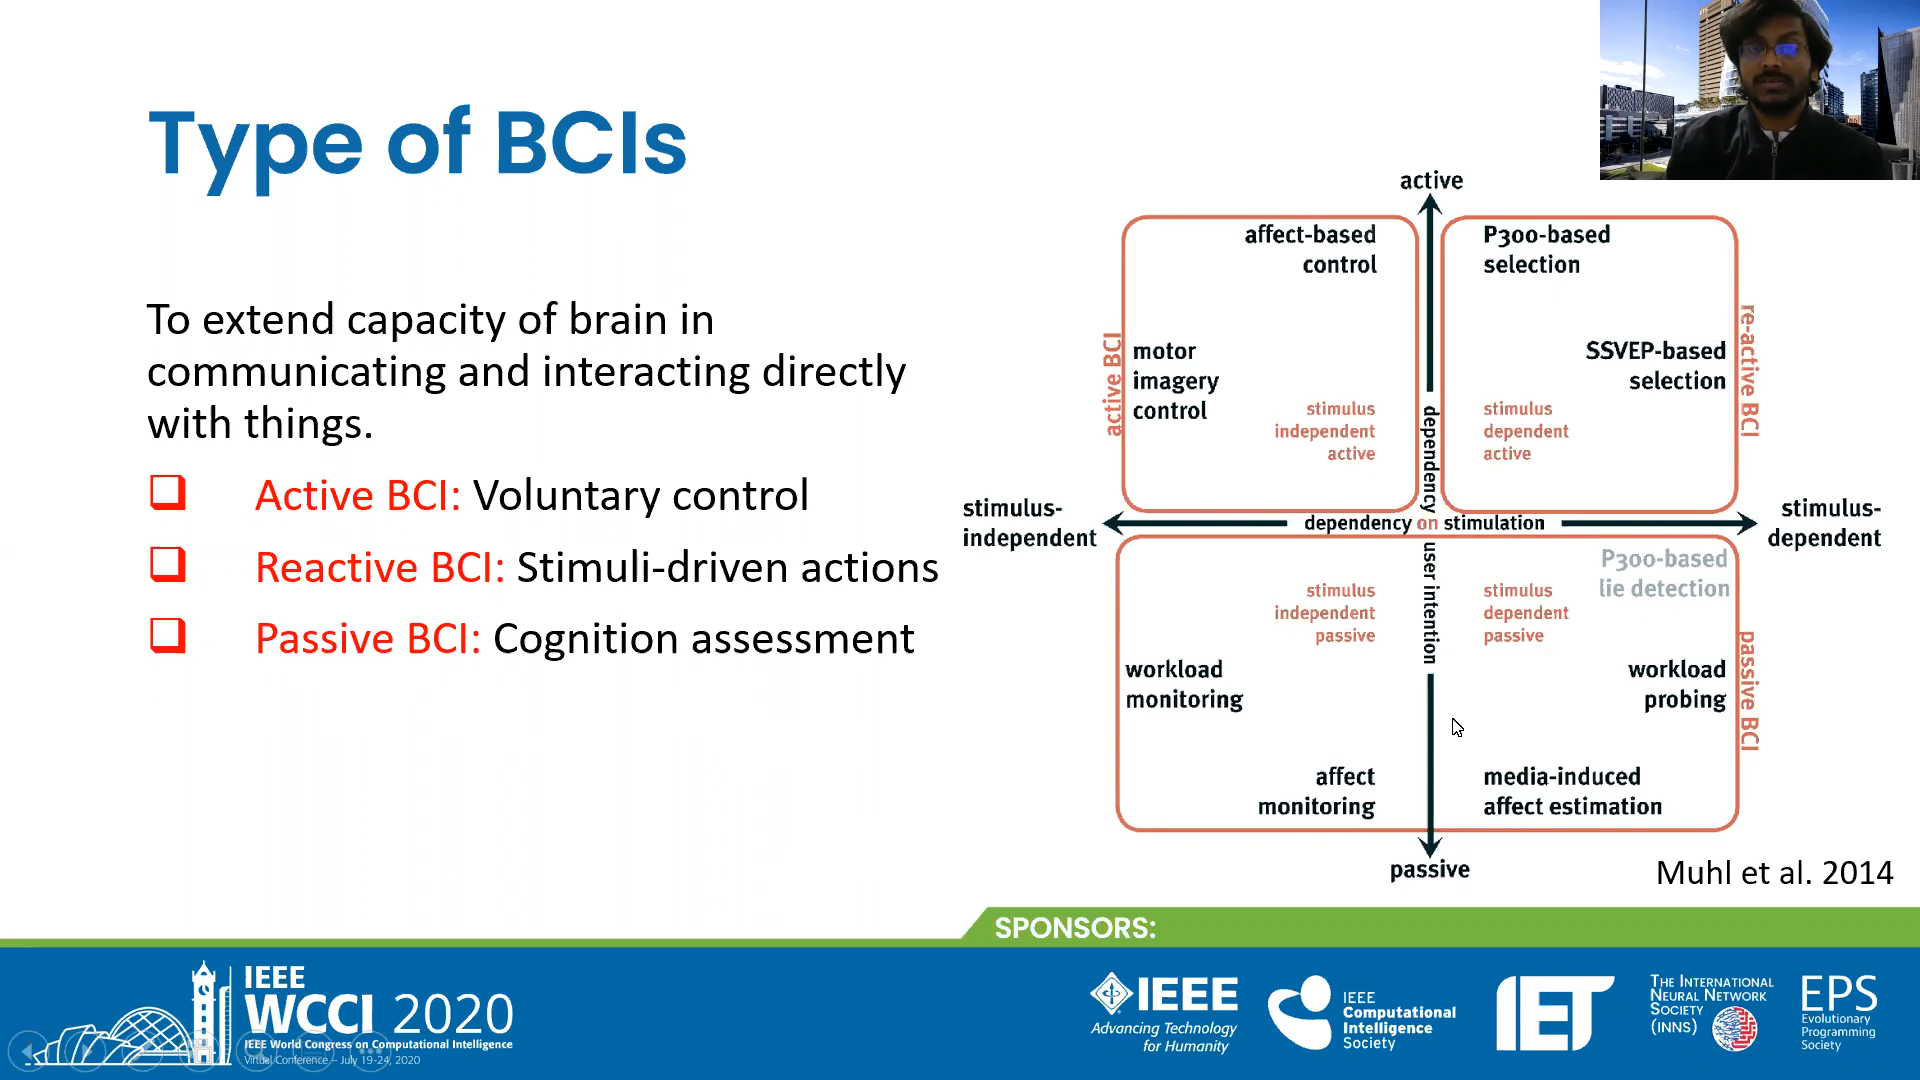 Type of BCIs
To extend capacity of brain in
communicating and interacting directly
with things.
Active BCI: Voluntary control
Reactive BCI: Stimuli-driven actions
Passive BCI: Cognition assessment
active
affect-based
control
motor
imagery
control
stimulus
independent
active
active BCI
P300-based
selection
SSVEP-based
selection
stimulus
dependent
active
re-active BCI
stimulus-
independent
dependency on stimulation
stimulus-
dependent
dependency
user intention
stimulus
independent
passive
workload
monitoring
affect
monitoring
P300-based
lie detection
stimulus
dependent
passive
workload
probing
media-induced
affect estimation
passive BCI
passive
Muhl et al. 2014
SPONSORS:
IEEE
WCCI 2020
IEEE World Congress on Computational Intelligence
Virtual Conference – July 19-24, 2020
IEEE
Advancing Technology
for Humanity
IEEE
Computational
Intelligence
Society
IET
THE INTERNATIONAL
NEURAL NETWORK
SOCIETY
(INNS)
EPS
Evolutionary
Programming
Society